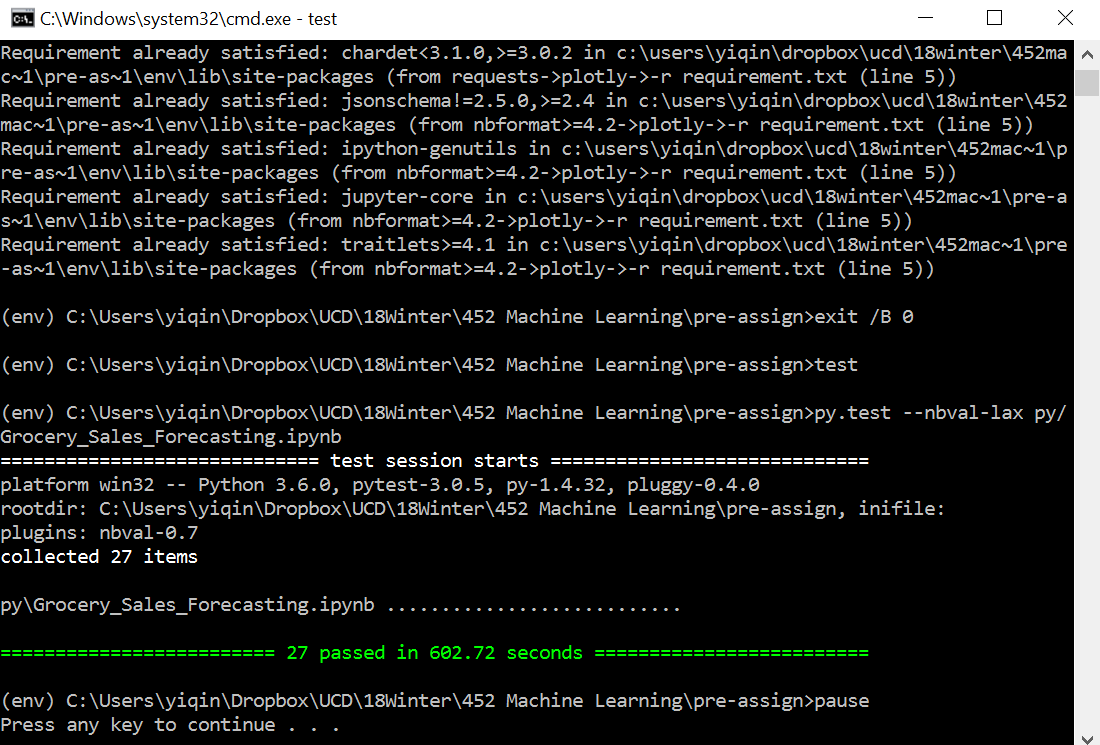 C:\Windows\system32\cmd.exe - test
Requirement already satisfied: chardet<3.1.0,>=3.0.2 in c:\users\yiqin\dropbox\ucd\18winter\452ma
c~1\pre-as~1\env\lib\site-packages (from requests->plotly->-r requirement.txt (line 5))
Requirement already satisfied: jsonschema!=2.5.0,>=2.4 in c:\users\yiqin\dropbox\ucd\18winter\452
mac~1\pre-as~1\env\lib\site-packages (from nbformat>=4.2->plotly->-r requirement.txt (line 5))
Requirement already satisfied: ipython-genutils in c:\users\yiqin\dropbox\ucd\18winter\452mac~1\p
re-as~1\env\lib\site-packages (from nbformat>=4.2->plotly->-r requirement.txt (line 5))
Requirement already satisfied: jupyter-core in c:\users\yiqin\dropbox\ucd\18winter\452mac~1\pre-a
s~1\env\lib\site-packages (from nbformat>=4.2->plotly->-r requirement.txt (line 5))
Requirement already satisfied: traitlets>=4.1 in c:\users\yiqin\dropbox\ucd\18winter\452mac~1\pre
-as~1\env\lib\site-packages (from nbformat>=4.2->plotly->-r requirement.txt (line 5))
(env) C:\Users\yiqin\Dropbox\UCD\18Winter\452 Machine Learning\pre-assign>exit /B 0
(env) C:\Users\yiqin\Dropbox\UCD\18Winter\452 Machine Learning\pre-assign>test
(env) C:\Users\yiqin\Dropbox\UCD\18Winter\452 Machine Learning\pre-assign>py.test --nbval-lax py/
Grocery_Sales_Forecasting.ipynb
============================= test session starts =============================
platform win32 -- Python 3.6.0, pytest-3.0.5, py-1.4.32, pluggy-0.4.0
rootdir: C:\Users\yiqin\Dropbox\UCD\18Winter\452 Machine Learning\pre-assign, inifile:
plugins: nbval-0.7
collected 27 items
py\Grocery_Sales_Forecasting.ipynb ...........................
========================= 27 passed in 602.72 seconds =========================
(env) C:\Users\yiqin\Dropbox\UCD\18Winter\452 Machine Learning\pre-assign>pause
Press any key to continue . . .